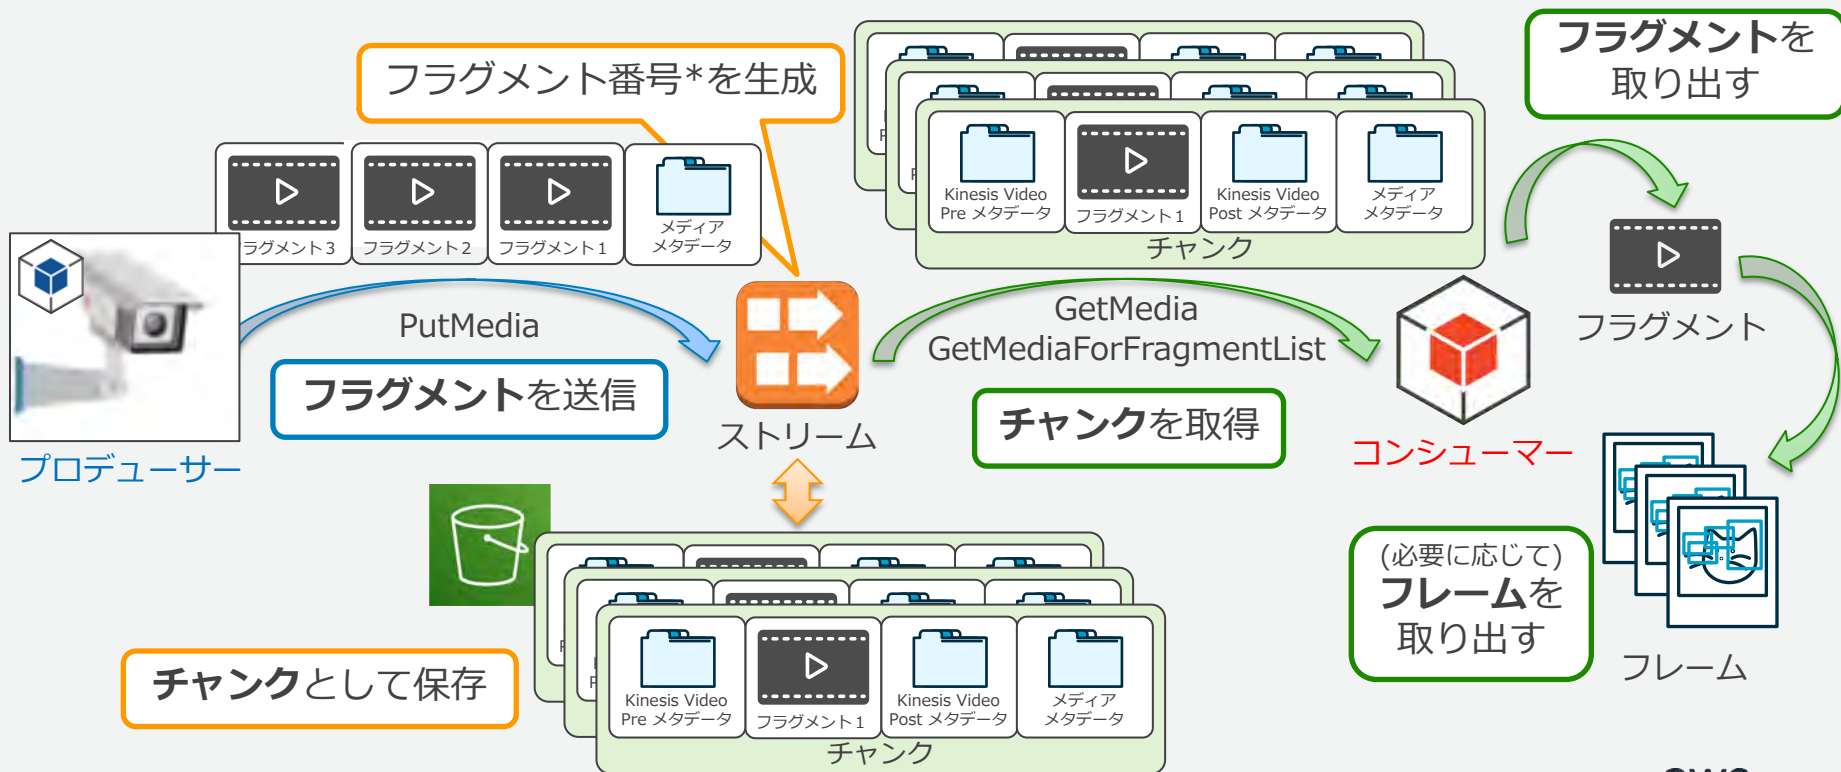 フラグメント番号*を生成
フラグメントを
取り出す
ラグメント3
フラグメント2
フラグメント1
メディア
メタデータ
Kinesis Video
Pre メタデータ
フラグメント1
Kinesis Video
Post メタデータ
メディア
メタデータ
チャンク
PutMedia
フラグメントを送信
GetMedia
GetMediaForFragmentList
チャンクを取得
フラグメント
プロデューサー
ストリーム
コンシューマー
(必要に応じて)
フレームを
取り出す
フレーム
チャンクとして保存
Kinesis Video
Pre メタデータ
フラグメント1
Kinesis Video
Post メタデータ
メディア
メタデータ
チャンク